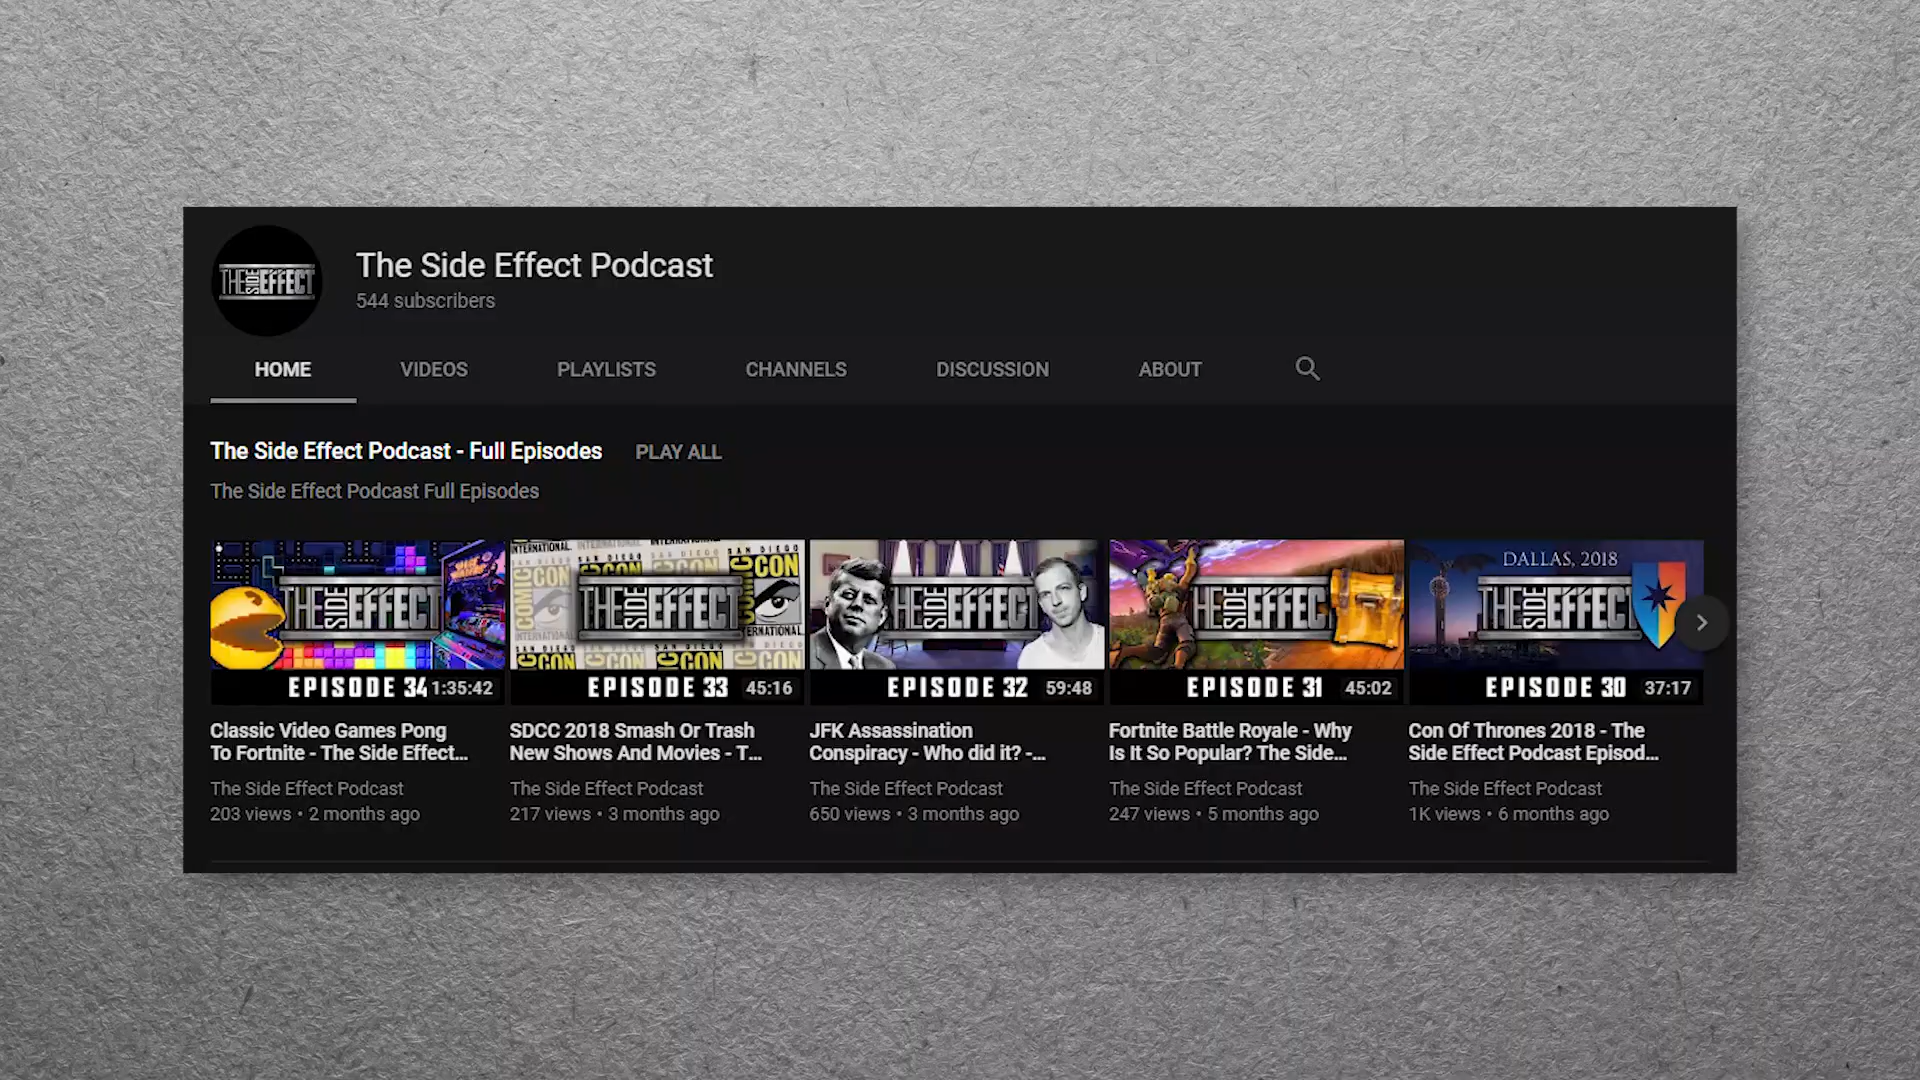 THE SIDE EFFECT
The Side Effect Podcast
544 subscribers
HOME
VIDEOS
PLAYLISTS
CHANNELS
DISCUSSION
ABOUT
The Side Effect Podcast - Full Episodes
PLAY ALL
The Side Effect Podcast Full Episodes
THE SIDE EFFECT
EPISODE 34
1:35:42
Classic Video Games Pong
To Fortnite - The Side Effect...
The Side Effect Podcast
203 views • 2 months ago
INTERNATIONAL
SAN DIEGO
COMIC CON
THE SIDE EFFECT
EPISODE 33
45:16
SDCC 2018 Smash Or Trash
New Shows And Movies - T...
The Side Effect Podcast
217 views • 3 months ago
THE SIDE EFFECT
EPISODE 32
59:48
JFK Assassination
Conspiracy - Who did it? -...
The Side Effect Podcast
650 views • 3 months ago
THE SIDE EFFECT
EPISODE 31
45:02
Fortnite Battle Royale - Why
Is It So Popular? The Side...
The Side Effect Podcast
247 views • 5 months ago
DALLAS, 2018
THE SIDE EFFECT
EPISODE 30
37:17
Con Of Thrones 2018 - The
Side Effect Podcast Episod...
The Side Effect Podcast
1K views • 6 months ago